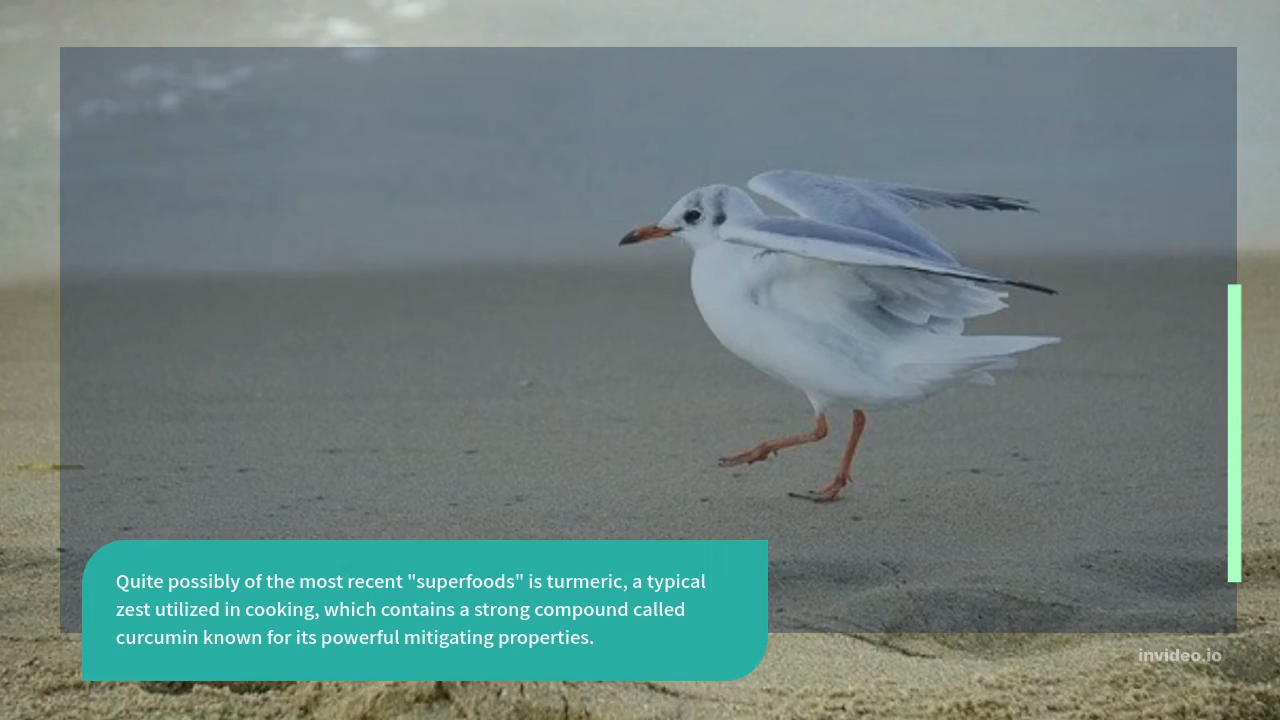 Quite possibly of the most recent "superfoods" is turmeric, a typical
zest utilized in cooking, which contains a strong compound called
curcumin known for its powerful mitigating properties.
invideo.io